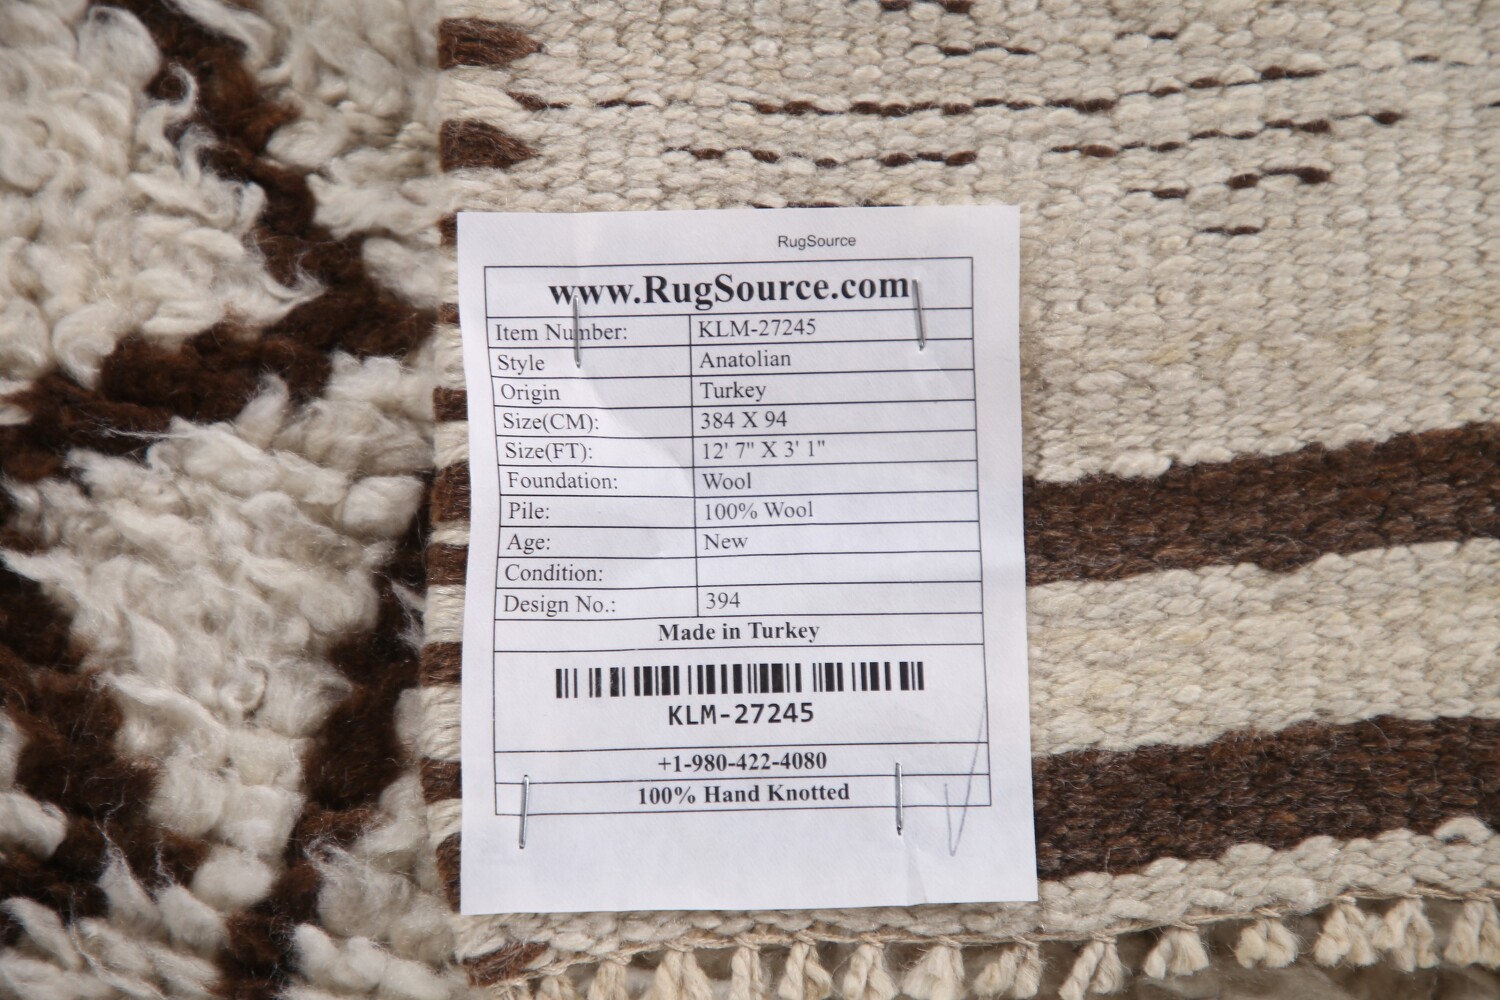 RugSource
www.RugSource.com
Item Number: KLM-27245
Style Anatolian
Origin Turkey
Size(CM): 384 X 94
Size(FT): 12' 7" X 3' 1"
Foundation: Wool
Pile: 100% Wool
Age: New
Condition:
Design No.: 394
Made in Turkey
KLM-27245
+1-980-422-4080
100% Hand Knotted